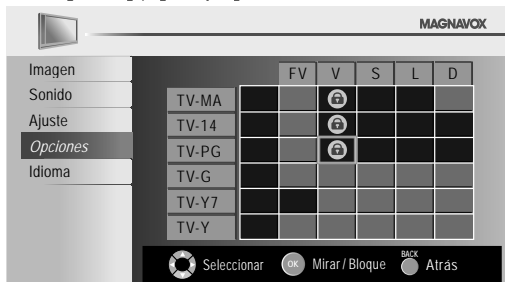 MAGNAVOX
Imagen
Sonido
Ajuste
Opciones
Idioma
FV V S L D
TV-MA
TV-14
TV-PG
TV-G
TV-Y7
TV-Y
Seleccionar OK Mirar/Bloque BACK Atrás